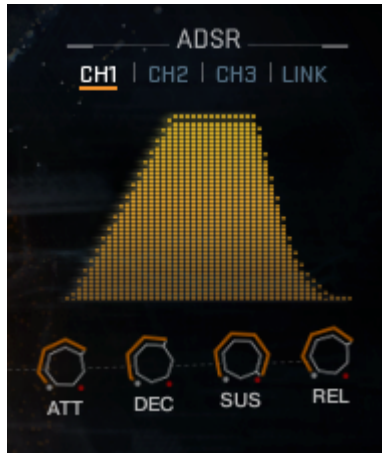 ADSR
CH1 | CH2 | CH3 | LINK
ATT DEC SUS REL